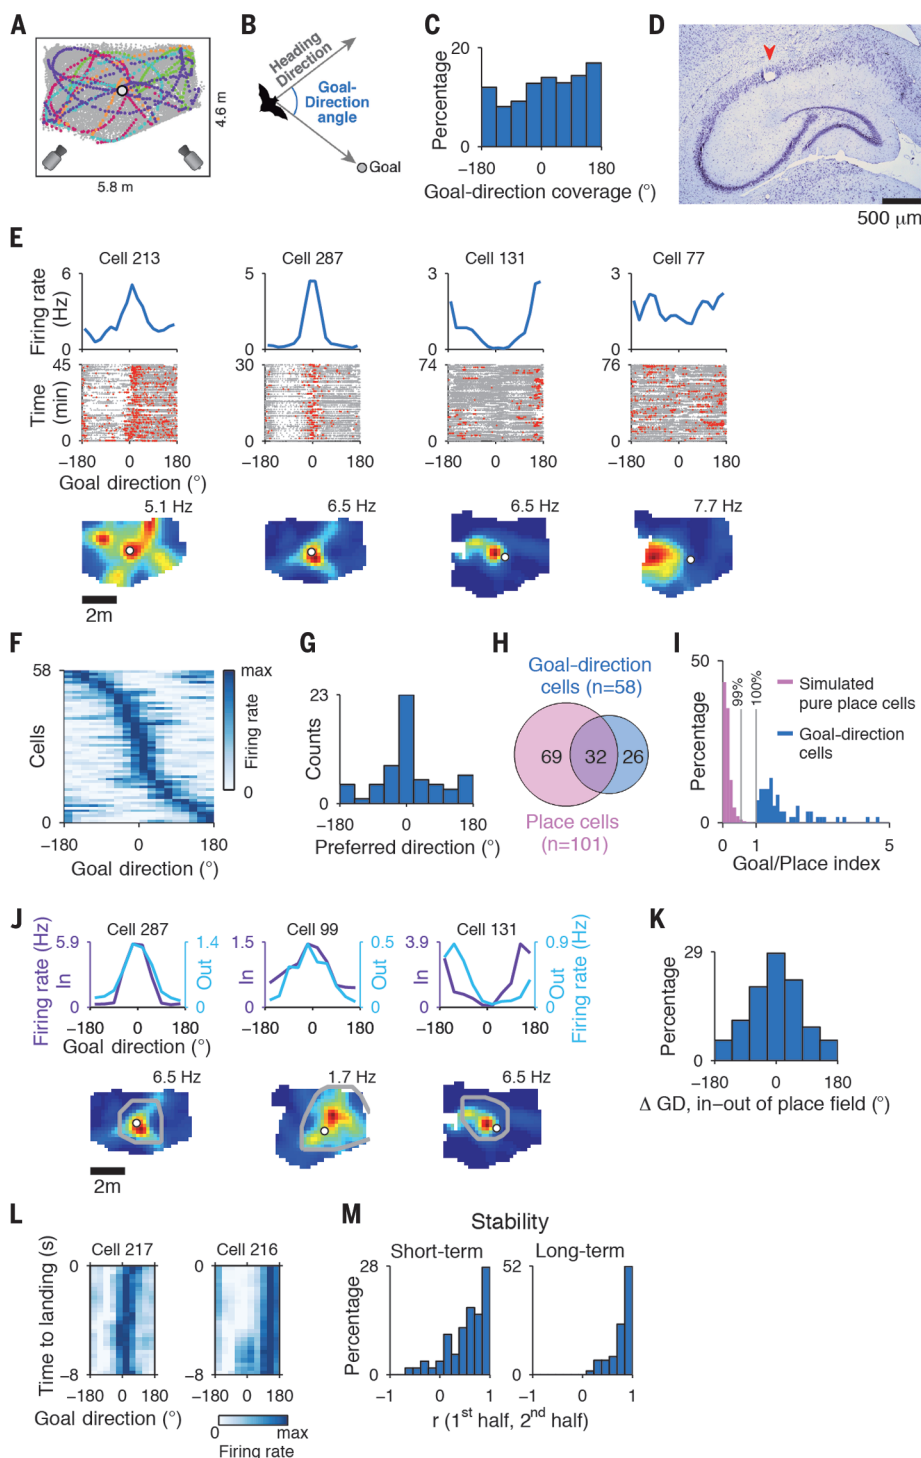 A
4.6 m
5.8 m
B
Heading
Direction
Goal-
Direction
angle
Goal
C
Percentage
20
0
−180 0 180
Goal-direction coverage (°)
D
500 μm
E
Cell 213
Cell 287
Cell 131
Cell 77
Firing rate
(Hz)
6
0
5
0
3
0
3
0
Time
(min)
45
0
30
0
74
0
76
0
−180 0 180
−180 0 180
−180 0 180
−180 0 180
Goal direction (°)
5.1 Hz
6.5 Hz
6.5 Hz
7.7 Hz
2m
F
58
Cells
0
−180 0 180
Goal direction (°)
max
Firing rate
0
G
23
Counts
0
−180 0 180
Preferred direction (°)
H
Goal-direction
cells (n=58)
69 32 26
Place cells
(n=101)
I
50
Percentage
0
99%
100%
Simulated
pure place cells
Goal-direction
cells
0 1 5
Goal/Place index
J
Cell 287
Cell 99
Cell 131
Firing rate (Hz)
In
5.9
0
1.4
0
Out
In
1.5
0
0.5
0
Out
In
3.9
0
0.9
0
Out
Firing rate (Hz)
−180 0 180
−180 0 180
−180 0 180
Goal direction (°)
6.5 Hz
1.7 Hz
6.5 Hz
2m
K
29
Percentage
0
−180 0 180
Δ GD, in−out of place field (°)
L
Cell 217
Cell 216
Time to landing (s)
0
−8
0
−8
−180 0 180
−180 0 180
Goal direction (°)
0 max
Firing rate
M
Stability
Short-term
Long-term
Percentage
28
0
52
0
−1 0 1
−1 0 1
r (1st half, 2nd half)